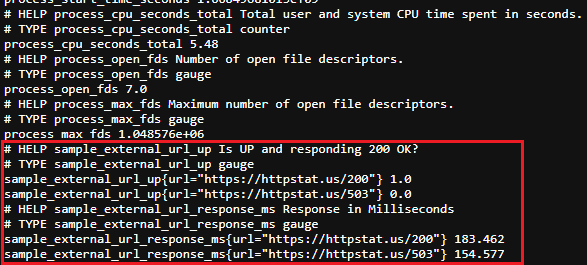 # HELP process_cpu_seconds_total Total user and system CPU time spent in seconds.
# TYPE process_cpu_seconds_total counter
process_cpu_seconds_total 5.48
# HELP process_open_fds Number of open file descriptors.
# TYPE process_open_fds gauge
process_open_fds 7.0
# HELP process_max_fds Maximum number of open file descriptors.
# TYPE process_max_fds gauge
process_max_fds 1.048576e+06
# HELP sample_external_url_up Is UP and responding 200 OK?
# TYPE sample_external_url_up gauge
sample_external_url_up{url="https://httpstat.us/200"} 1.0
sample_external_url_up{url="https://httpstat.us/503"} 0.0
# HELP sample_external_url_response_ms Response in Milliseconds
# TYPE sample_external_url_response_ms gauge
sample_external_url_response_ms{url="https://httpstat.us/200"} 183.462
sample_external_url_response_ms{url="https://httpstat.us/503"} 154.577